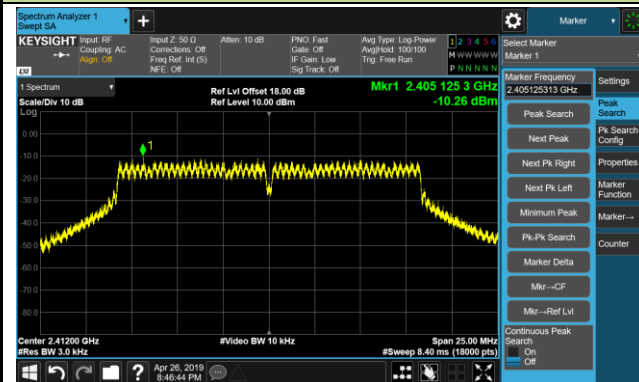 Spectrum Analyzer 1
Swept SA
Marker
KEYSIGHT
Input: RF
Coupling: AC
Align: Off
Input Z: 50 Ω
Corrections: Off
Freq Ref: Int (S)
NFE: Off
Atten: 10 dB
PNO: Fast
Gate: Off
IF Gain: Low
Sig Track: Off
Avg Type: Log-Power
Avg|Hold: 100/100
Trig: Free Run
1 2 3 4 5 6
M W W W W W
P N N N N N
Select Marker
Marker 1
LXI
1 Spectrum
Scale/Div 10 dB
Log
Ref Lvl Offset 18.00 dB
Ref Level 10.00 dBm
Mkr1 2.405 125 3 GHz
-10.26 dBm
1
0.00
-10.0
-20.0
-30.0
-40.0
-50.0
-60.0
-70.0
-80.0
Center 2.41200 GHz
#Res BW 3.0 kHz
#Video BW 10 kHz
Span 25.00 MHz
#Sweep 8.40 ms (18000 pts)
Marker Frequency
2.405125313 GHz
Peak Search
Next Peak
Next Pk Right
Next Pk Left
Minimum Peak
Pk-Pk Search
Marker Delta
Mkr→CF
Mkr→Ref Lvl
Continuous Peak
Search
On
Off
Settings
Peak
Search
Pk Search
Config
Properties
Marker
Function
Marker→
Counter
Apr 26, 2019
8:46:44 PM